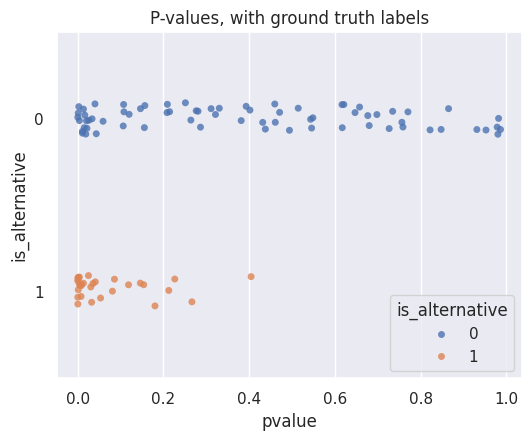 P-values, with ground truth labels
is_alternative
0
1
is_alternative
0
1
0.0 0.2 0.4 0.6 0.8 1.0
pvalue